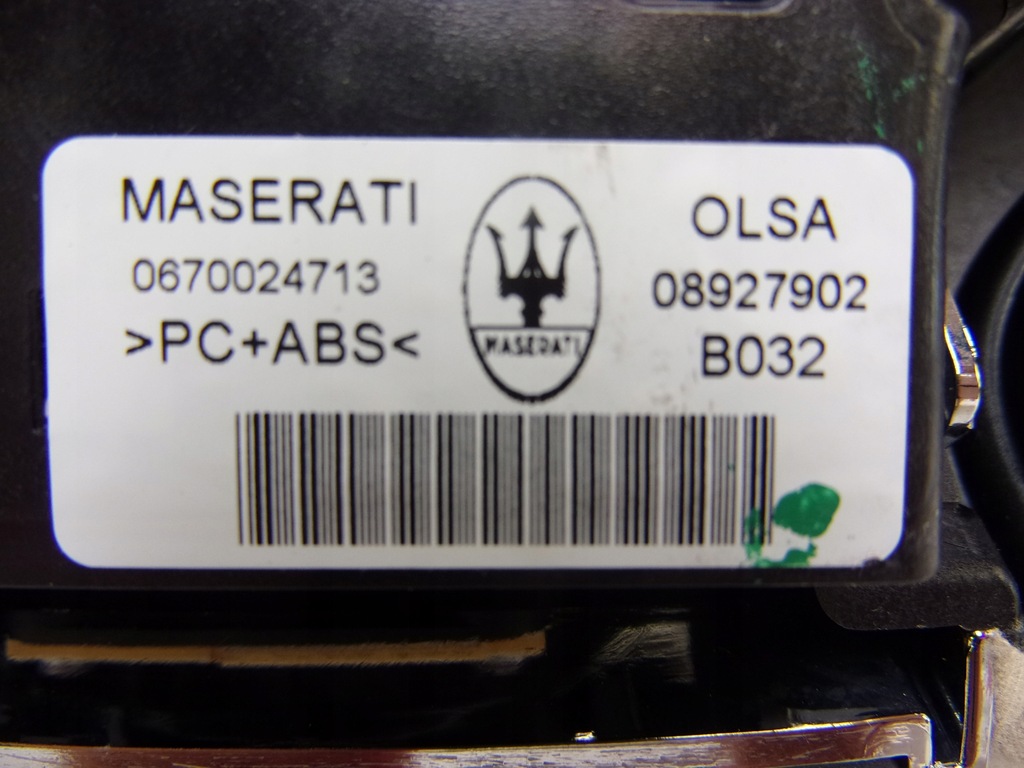 MASERATI
0670024713
>PC+ABS<
MASERATI
OLSA
08927902
B032